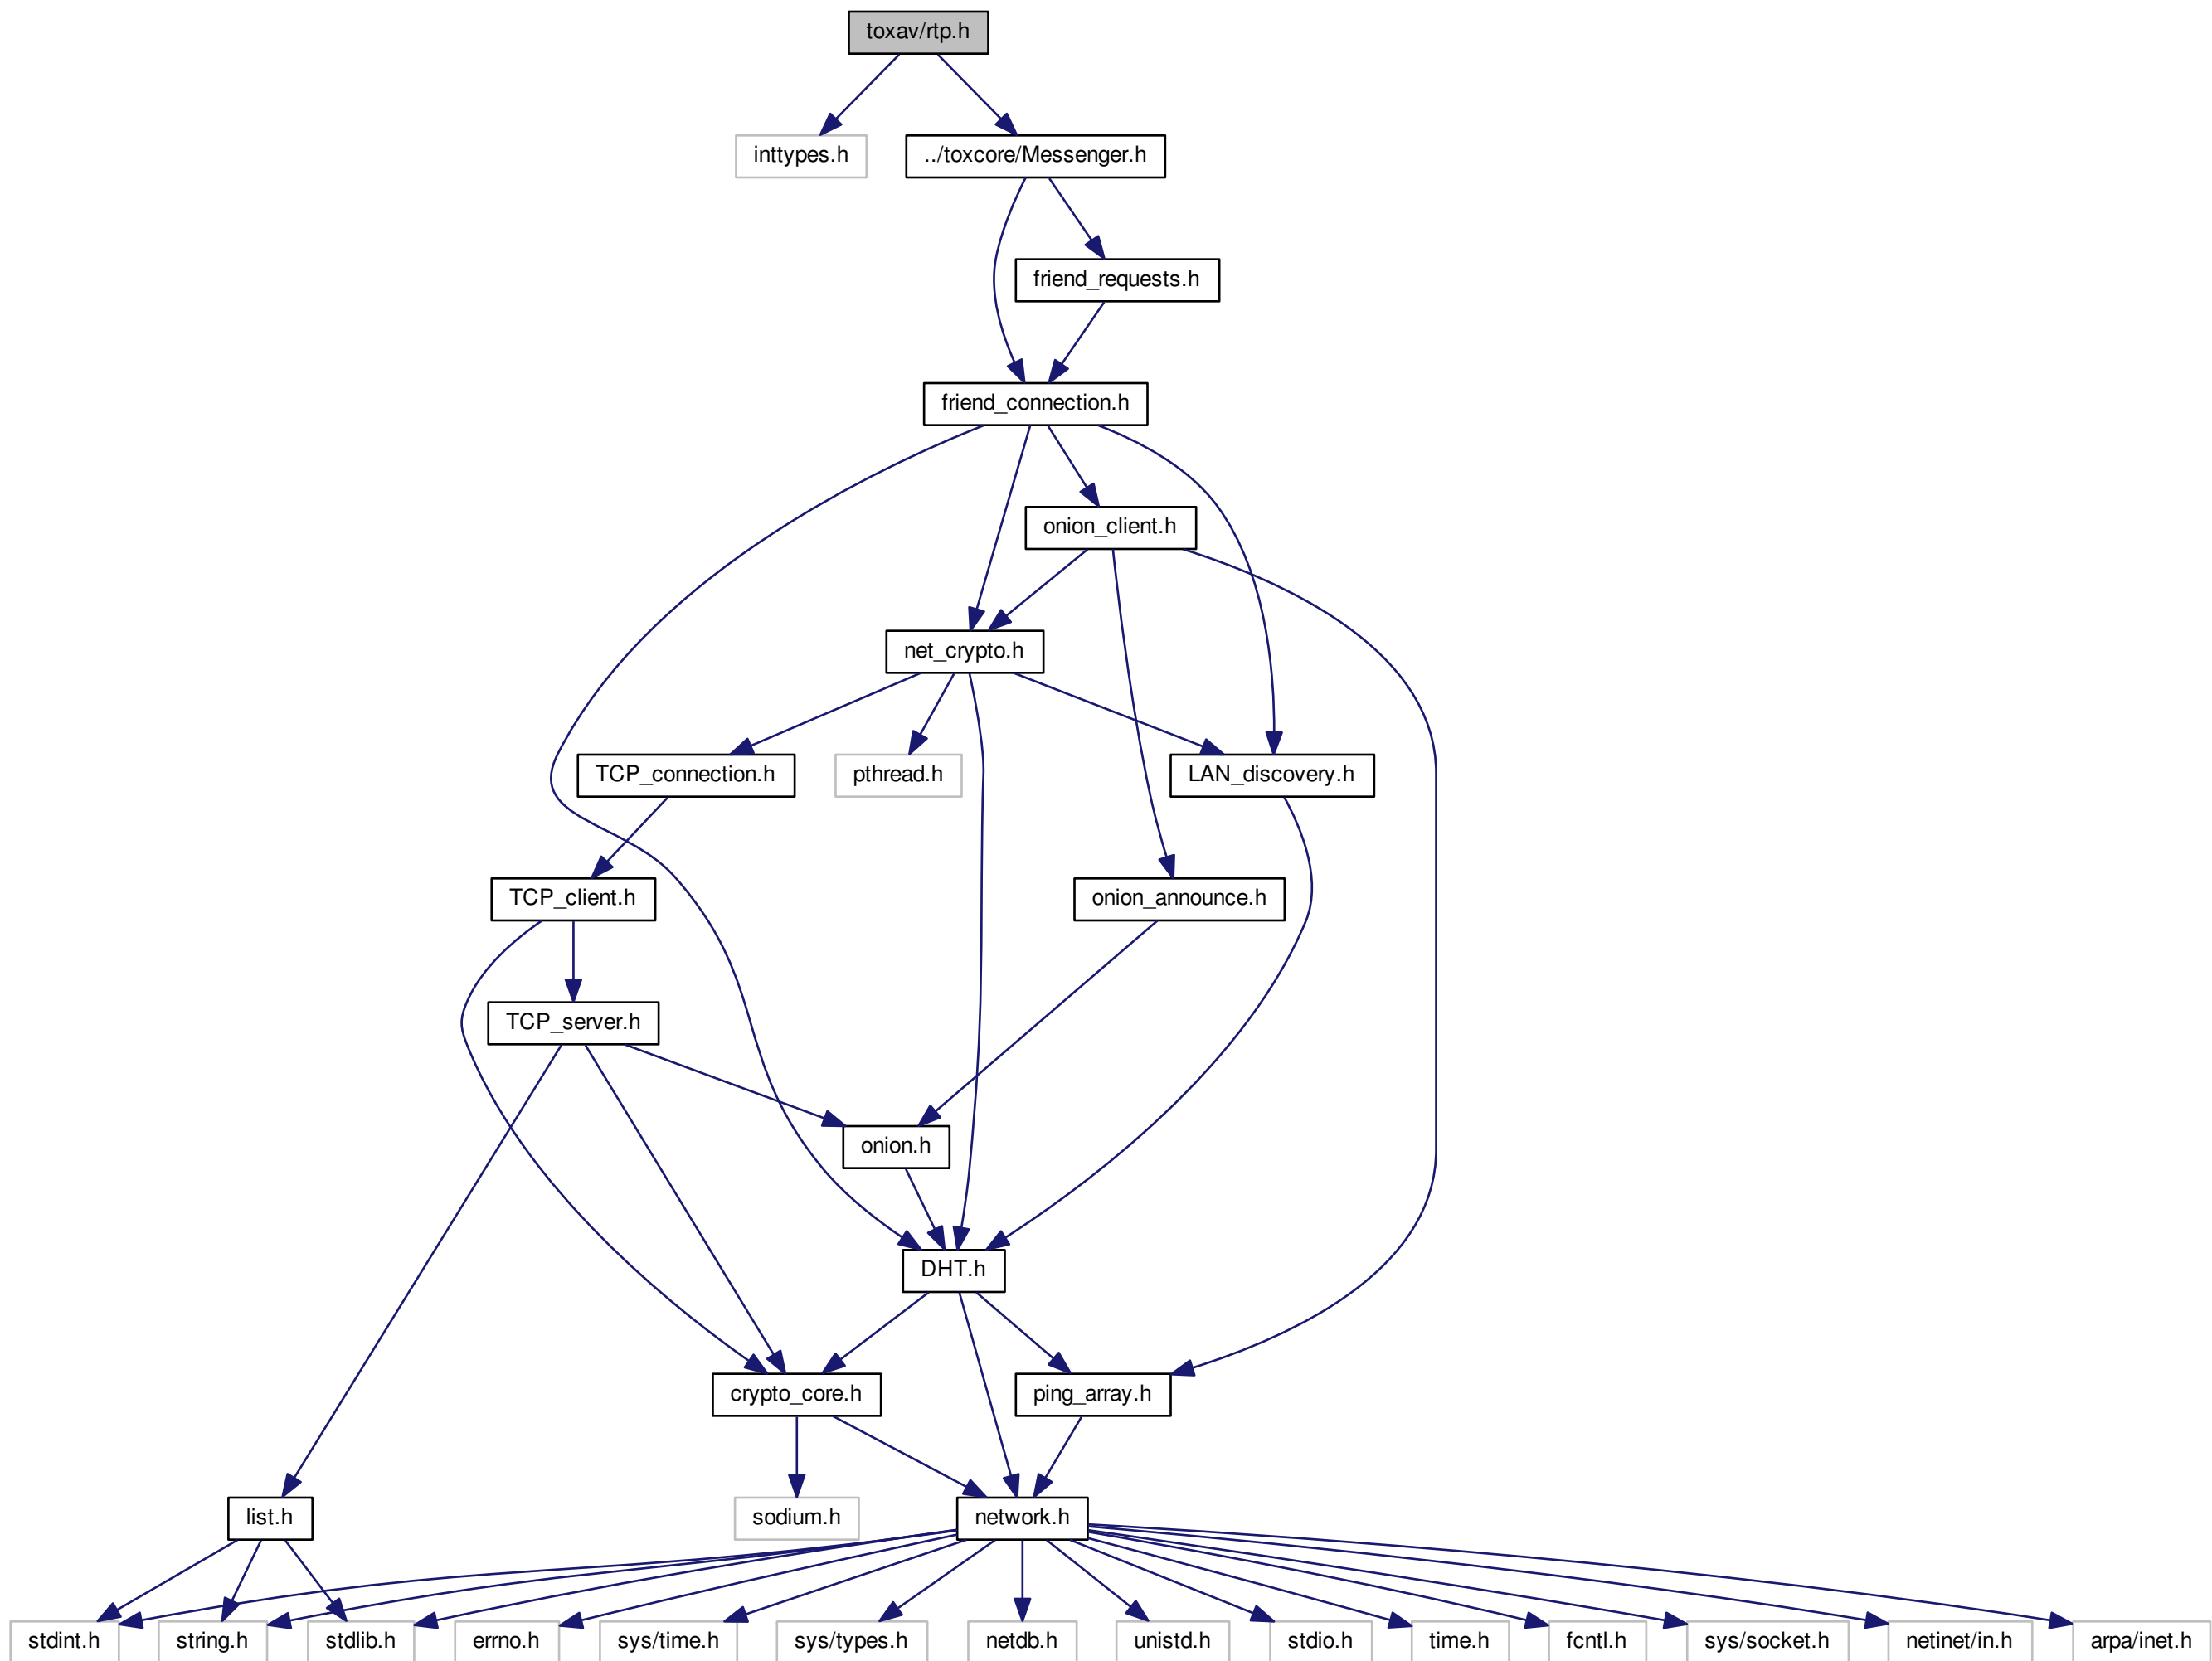 toxav/rtp.h
inttypes.h
../toxcore/Messenger.h
friend_requests.h
friend_connection.h
onion_client.h
net_crypto.h
TCP_connection.h
pthread.h
LAN_discovery.h
TCP_client.h
onion_announce.h
TCP_server.h
onion.h
DHT.h
crypto_core.h
ping_array.h
list.h
sodium.h
network.h
stdint.h
string.h
stdlib.h
errno.h
sys/time.h
sys/types.h
netdb.h
unistd.h
stdio.h
time.h
fcntl.h
sys/socket.h
netinet/in.h
arpa/inet.h